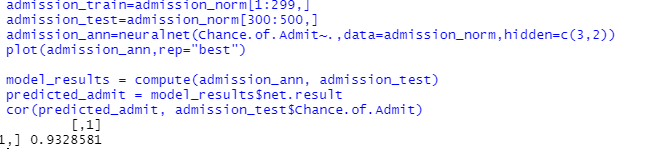 admission_train=admission_norm[1:299,]
admission_test=admission_norm[300:500,]
admission_ann=neuralnet(Chance.of.Admit~.,data=admission_norm,hidden=c(3,2))
plot(admission_ann,rep="best")
model_results = compute(admission_ann, admission_test)
predicted_admit = model_results$net.result
cor(predicted_admit, admission_test$Chance.of.Admit)
[,1]
1,] 0.9328581